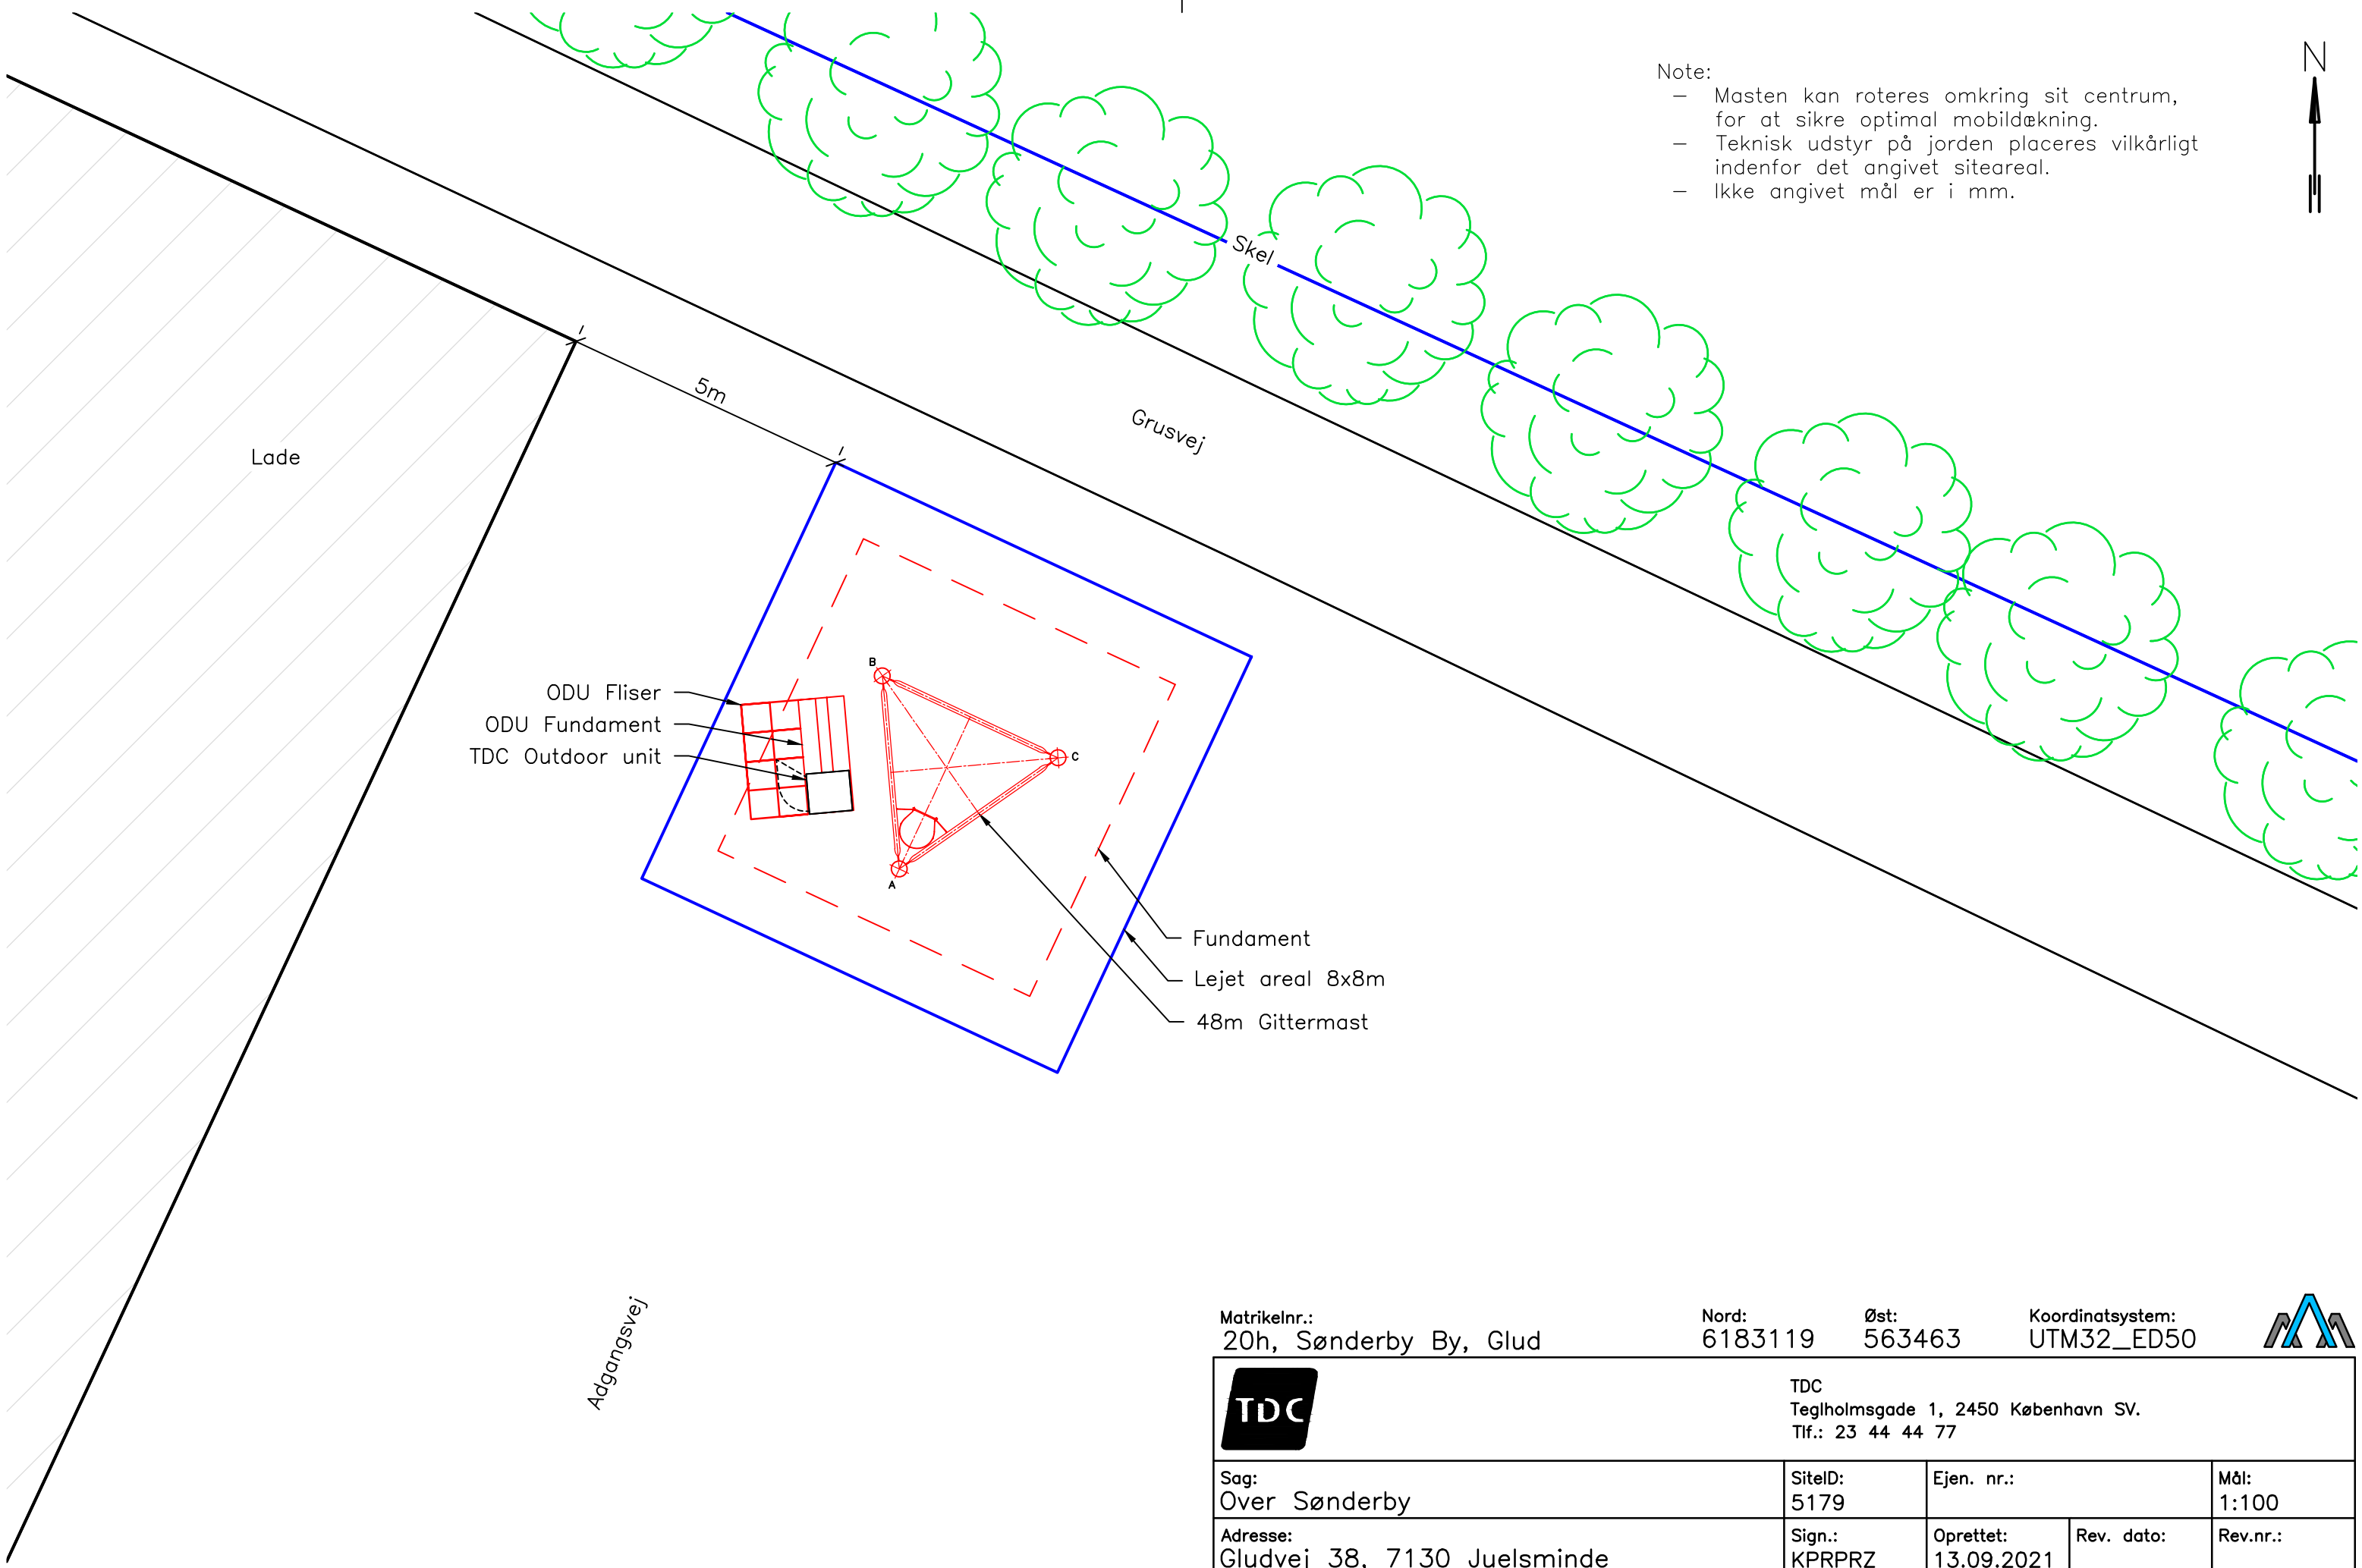 N
Note:
– Masten kan roteres omkring sit centrum,
for at sikre optimal mobildækning.
– Teknisk udstyr på jorden placeres vilkårligt
indenfor det angivet siteareal.
– Ikke angivet mål er i mm.
Skel
5m
Grusvej
Lade
B
ODU Fliser
ODU Fundament
TDC Outdoor unit
C
A
Fundament
Lejet areal 8x8m
48m Gittermast
Adgangsvej
Matrikelnr.: Nord: Øst: Koordinatsystem:
20h, Sønderby By, Glud 6183119 563463 UTM32_ED50
TDC
TDC
Teglholmsgade 1, 2450 København SV.
Tlf.: 23 44 44 77
Sag: SiteID: Ejen. nr.: Mål:
Over Sønderby 5179 1:100
Adresse: Sign.: Oprettet: Rev. dato: Rev.nr.:
Gludvej 38, 7130 Juelsminde KPRPRZ 13.09.2021